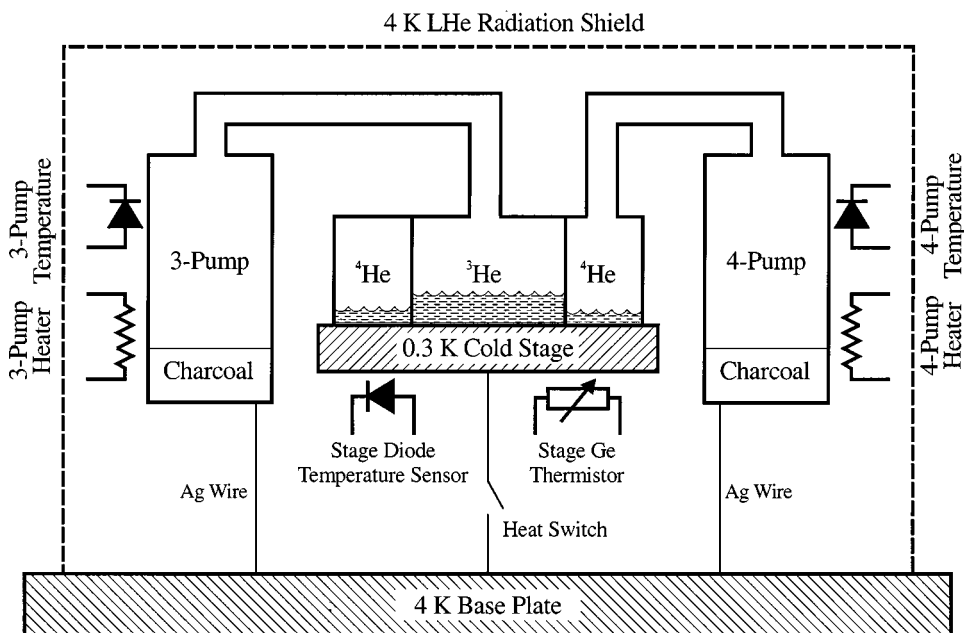 4 K LHe Radiation Shield
3-Pump
Temperature
3-Pump
Heater
3-Pump
Charcoal
⁴He
³He
⁴He
0.3 K Cold Stage
4-Pump
Charcoal
4-Pump
Temperature
4-Pump
Heater
Stage Diode
Temperature Sensor
Stage Ge
Thermistor
Ag Wire
Heat Switch
Ag Wire
4 K Base Plate